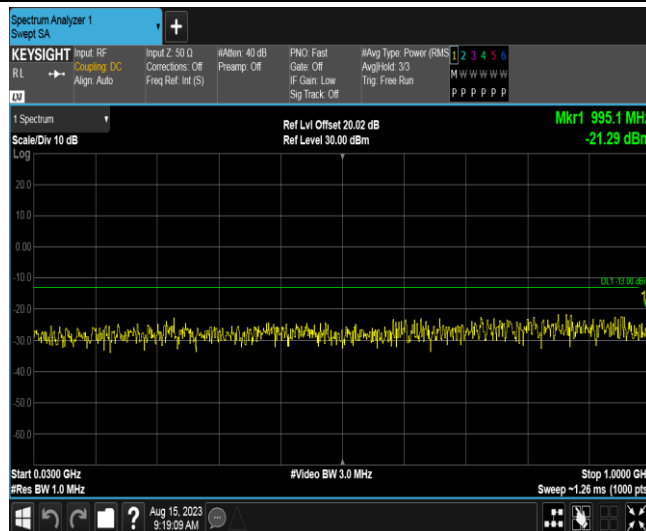 Spectrum Analyzer 1
Swept SA
+
KEYSIGHT Input: RF Input Z: 50 Ω #Atten: 40 dB PNO: Fast #Avg Type: Power (RMS 1 2 3 4 5 6
RL Coupling: DC Corrections: Off Preamp: Off Gate: Off Avg|Hold: 3/3 M W W W W W
Align: Auto Freq Ref: Int (S) IF Gain: Low Trig: Free Run
Sig Track: Off P P P P P P
LXI
1 Spectrum Ref Lvl Offset 20.02 dB Mkr1 995.1 MHz
Scale/Div 10 dB Ref Level 30.00 dBm -21.29 dBm
Log
20.0
10.0
0.00
-10.0 DL1 -13.00 dBm
-20.0
-30.0
-40.0
-50.0
-60.0
Start 0.0300 GHz #Video BW 3.0 MHz Stop 1.0000 GH
#Res BW 1.0 MHz Sweep ~1.26 ms (1000 pts
? Aug 15, 2023
9:19:09 AM